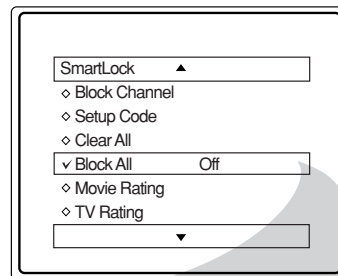 SmartLock
Block Channel
Setup Code
Clear All
Block All Off
Movie Rating
TV Rating